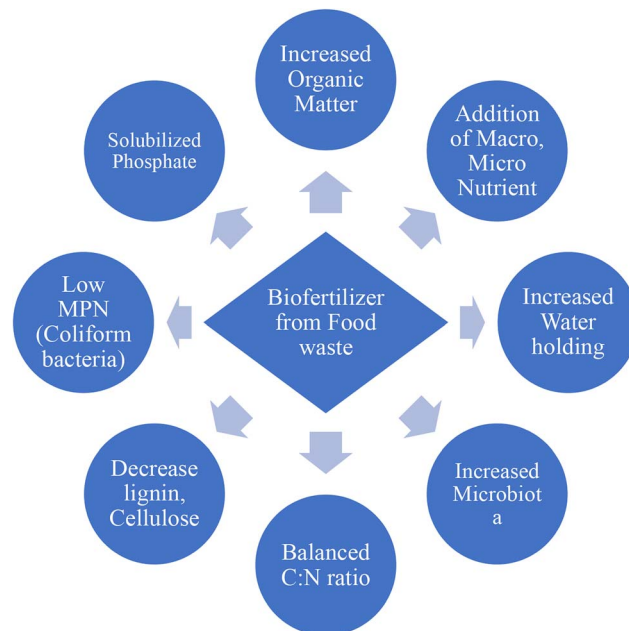 Increased
Organic
Matter
Addition
of Macro,
Micro
Nutrient
Solubilized
Phosphate
Low
MPN
(Coliform
bacteria)
Biofertilizer
from Food
waste
Increased
Water
holding
Decrease
lignin,
Cellulose
Increased
Microbiot
a
Balanced
C:N ratio